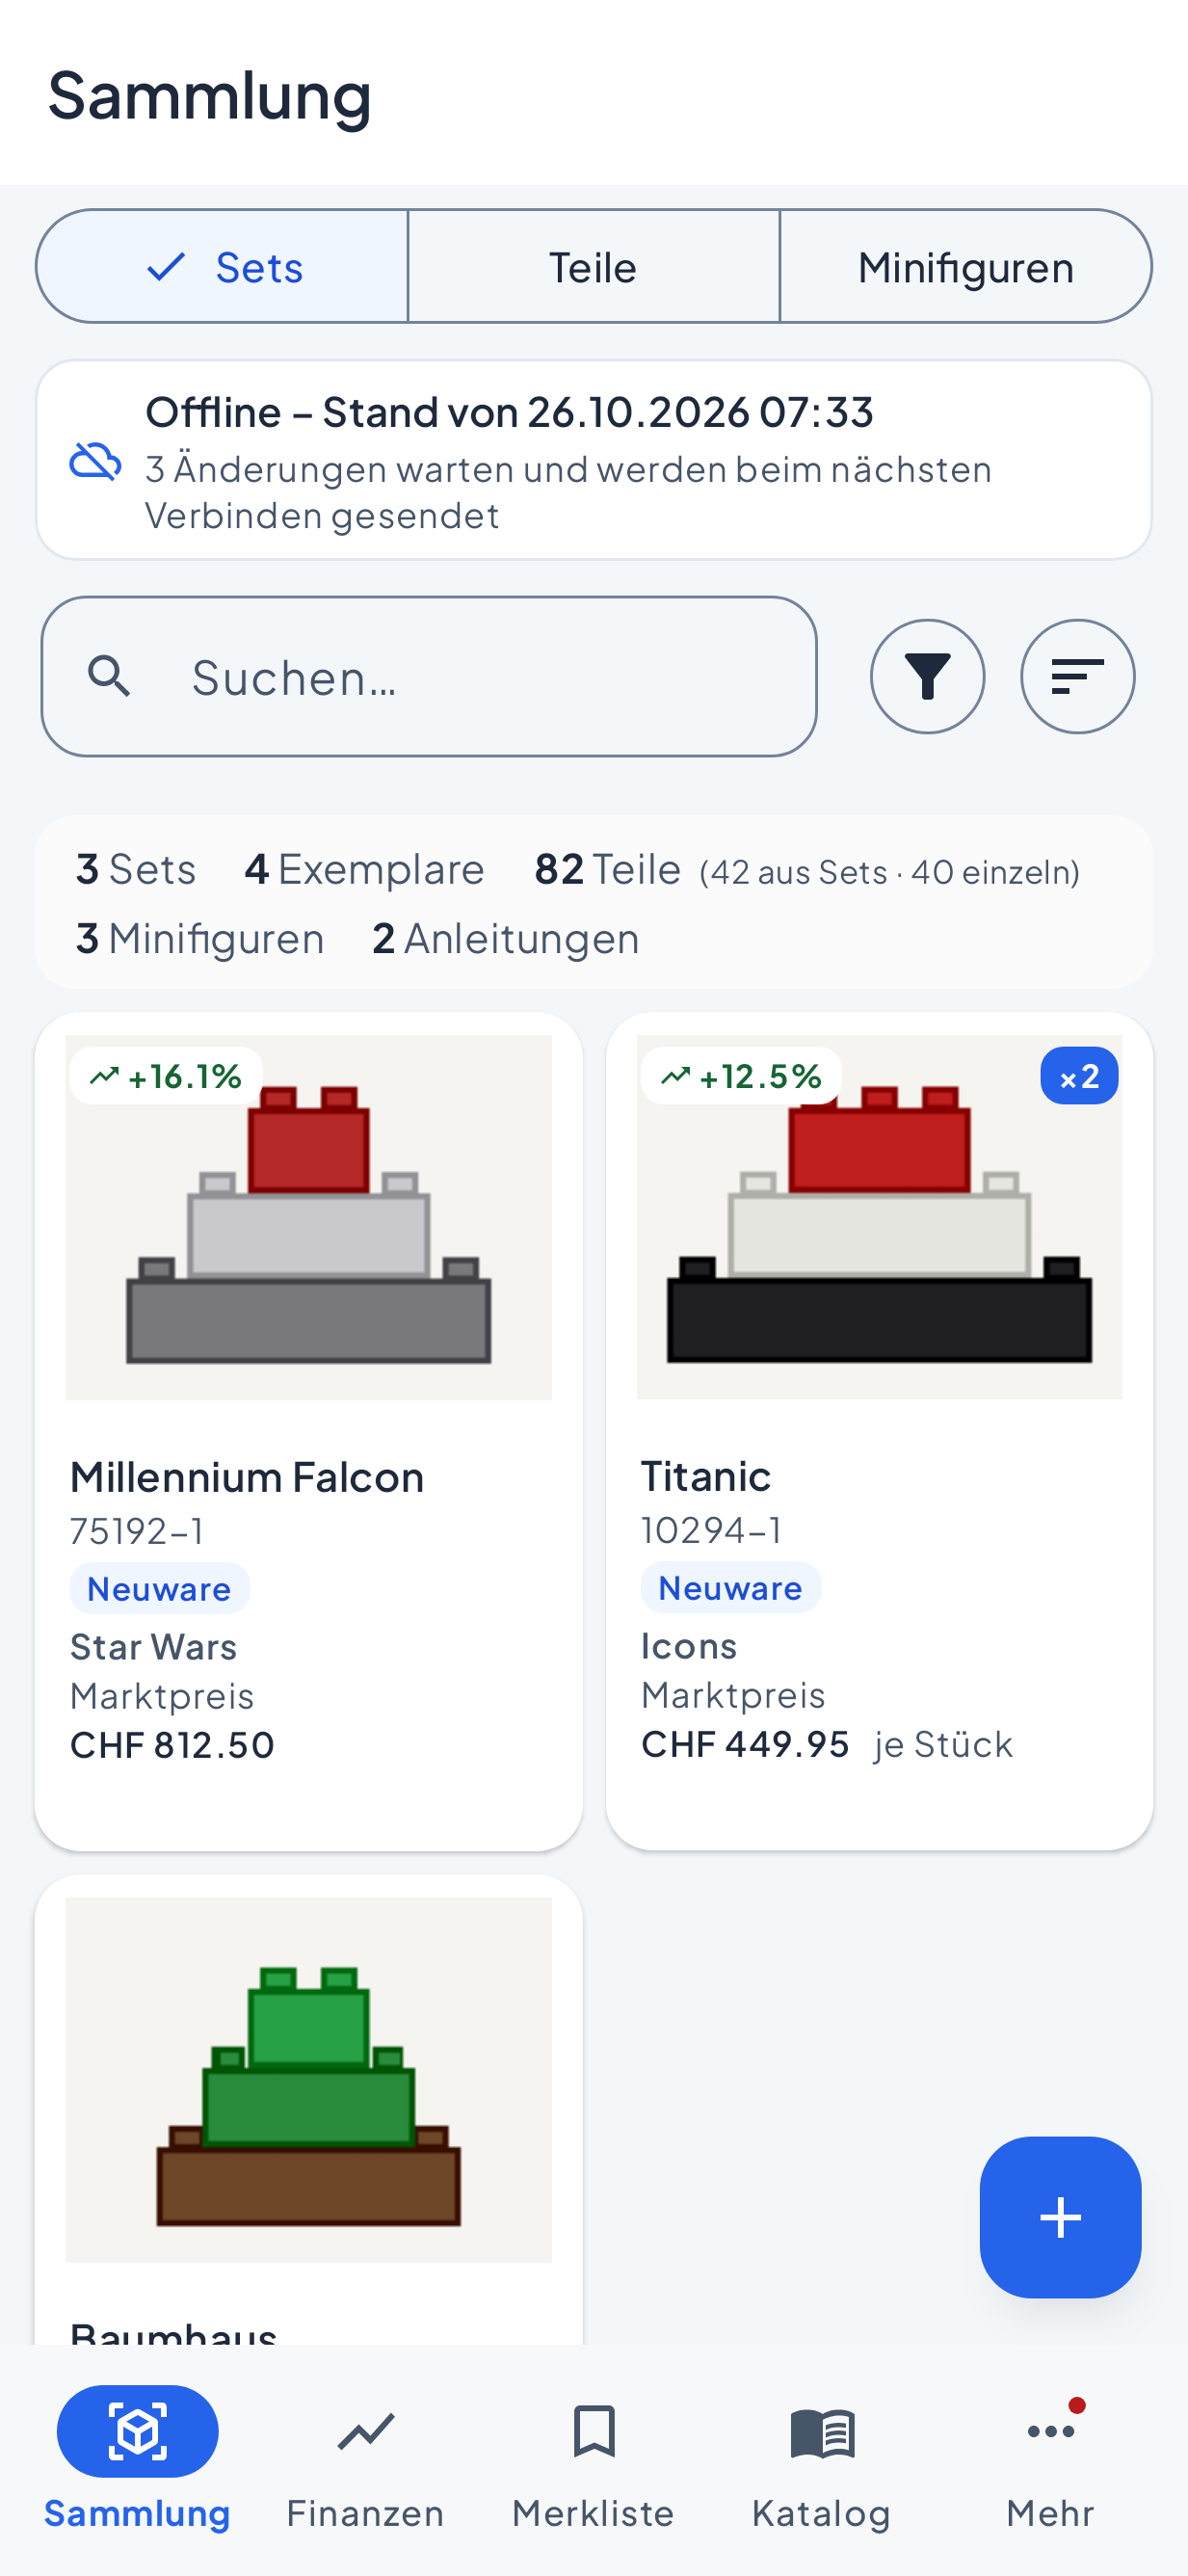 Sammlung
Sets
Teile
Minifiguren
Offline – Stand von 26.10.2026 07:33
3 Änderungen warten und werden beim nächsten
Verbinden gesendet
Suchen…
3 Sets 4 Exemplare 82 Teile (42 aus Sets · 40 einzeln)
3 Minifiguren 2 Anleitungen
+16.1%
Millennium Falcon
75192-1
Neuware
Star Wars
Marktpreis
CHF 812.50
+12.5%
×2
Titanic
10294-1
Neuware
Icons
Marktpreis
CHF 449.95 je Stück
Baumhaus
Sammlung
Finanzen
Merkliste
Katalog
Mehr